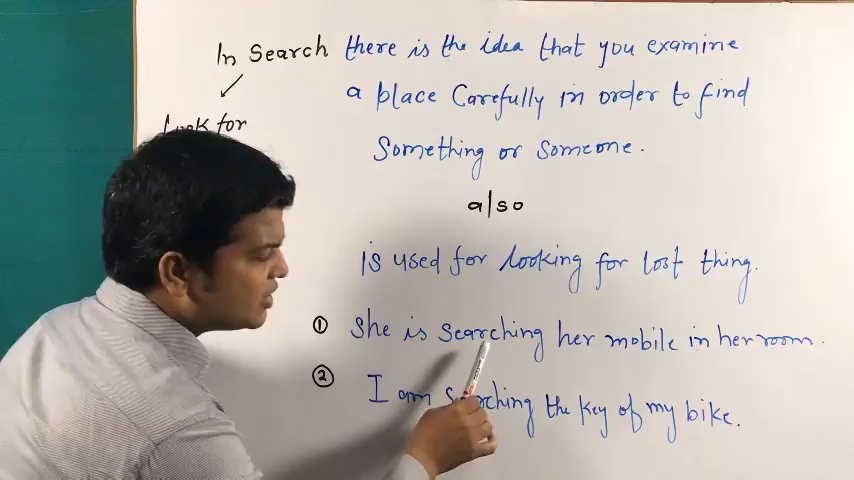 In Search there is the idea that you examine
a place Carefully in order to find
Look for
Something or Someone.
also
is used for looking for lost thing.
① She is searching her mobile in her room.
② I am searching the key of my bike.